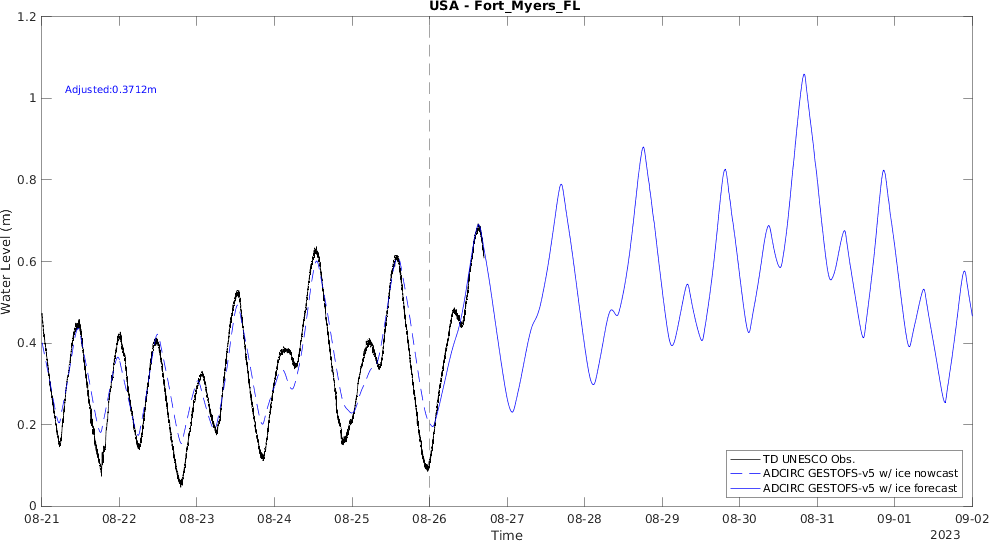 USA - Fort_Myers_FL
1.2
1
0.8
0.6
0.4
0.2
0
Water Level (m)
Adjusted:0.3712m
TD UNESCO Obs.
ADCIRC GESTOFS-v5 w/ ice nowcast
ADCIRC GESTOFS-v5 w/ ice forecast
08-21 08-22 08-23 08-24 08-25 08-26 08-27 08-28 08-29 08-30 08-31 09-01 09-02
Time
2023